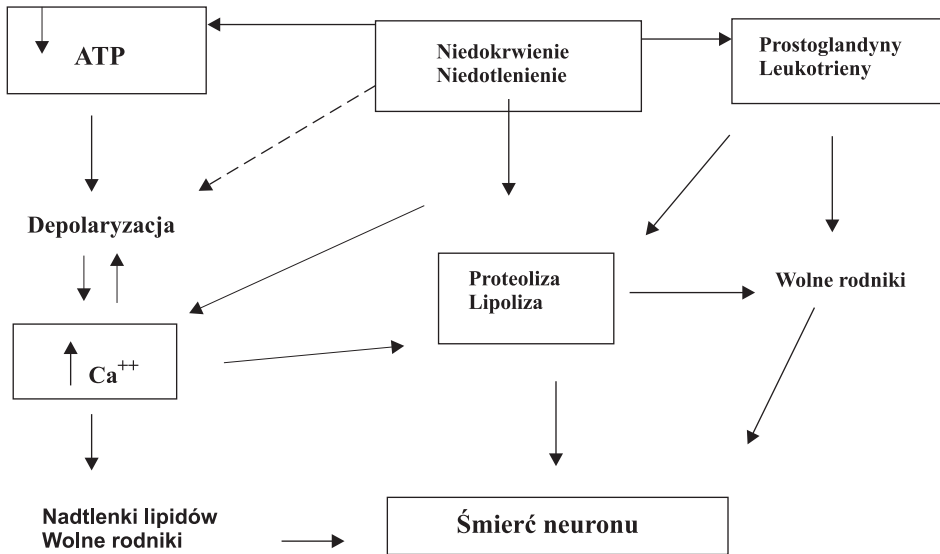 ATP
Niedokrwienie
Niedotlenienie
Prostoglandyny
Leukotrieny
Depolaryzacja
Proteoliza
Lipoliza
Wolne rodniki
Ca⁺⁺
Nadtlenki lipidów
Wolne rodniki
Śmierć neuronu